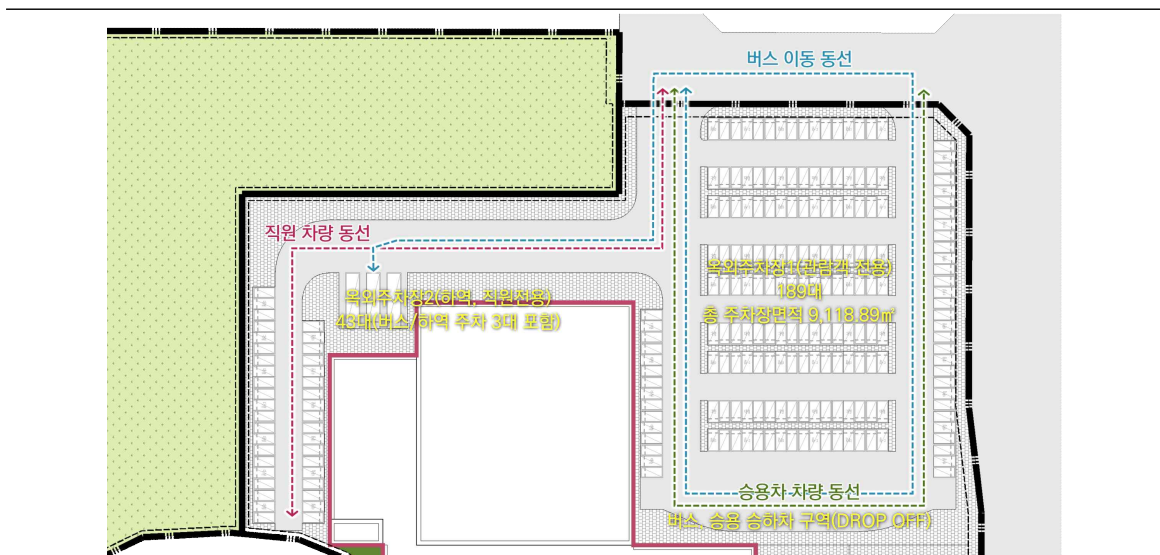 버스 이동 동선
직원 차량 동선
옥외주차장1(관람객 전용)
189대
총 주차장면적 9,118.89㎡
옥외주차장2(하역, 직원전용)
43대(버스/하역 주차 3대 포함)
승용차 차량 동선
버스, 승용 승하차 구역(DROP OFF)